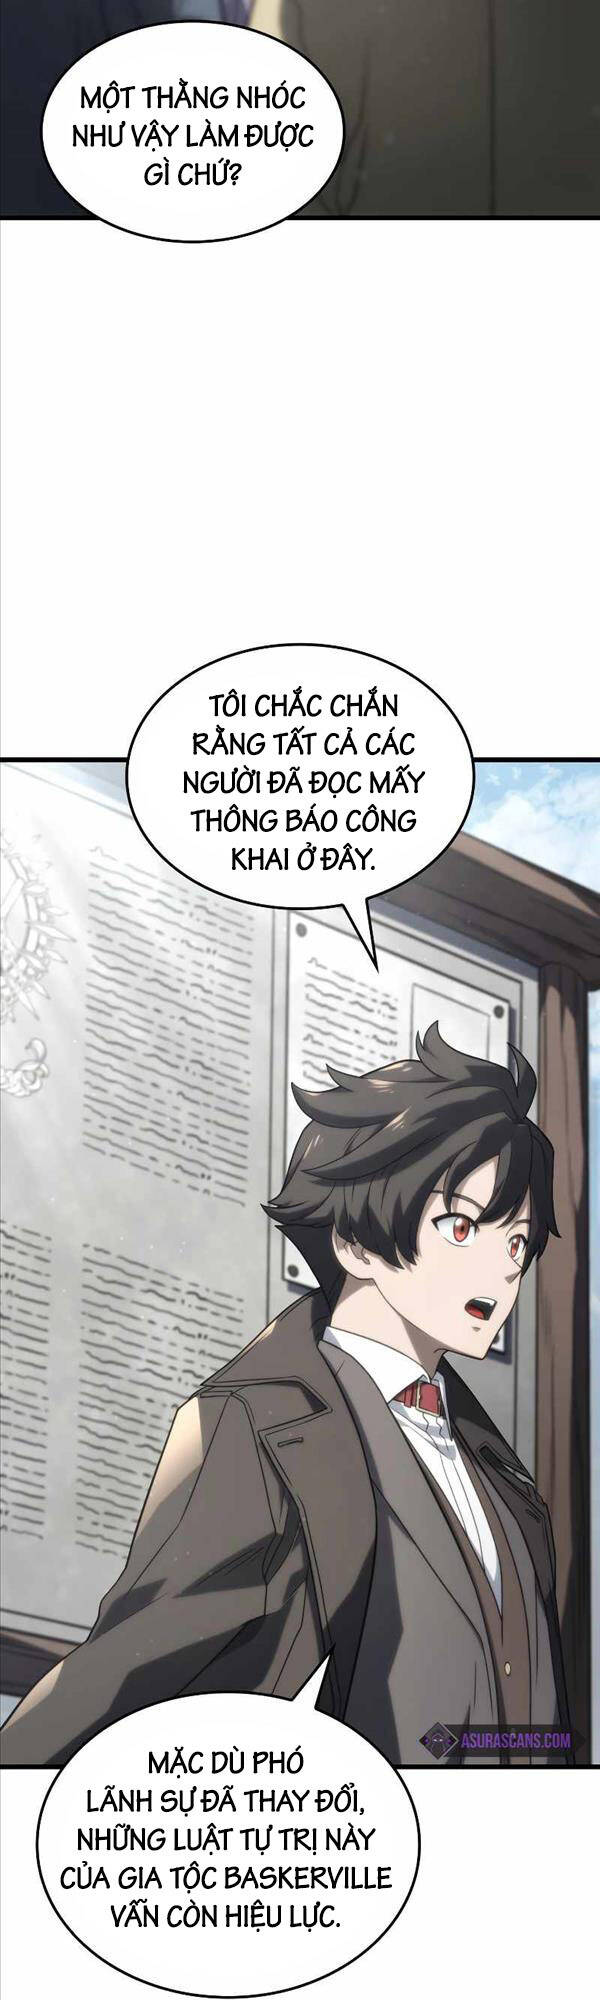 MỘT THẰNG NHÓC
NHƯ VẬY LÀM ĐƯỢC
GÌ CHỨ?
TÔI CHẮC CHẮN
RẰNG TẤT CẢ CÁC
NGƯỜI ĐÃ ĐỌC MẤY
THÔNG BÁO CÔNG
KHAI Ở ĐÂY.
ASURASCANS.COM
MẶC DÙ PHÓ
LÃNH SỰ ĐÃ THAY ĐỔI,
NHỮNG LUẬT TỰ TRỊ NÀY
CỦA GIA TỘC BASKERVILLE
VẪN CÒN HIỆU LỰC.